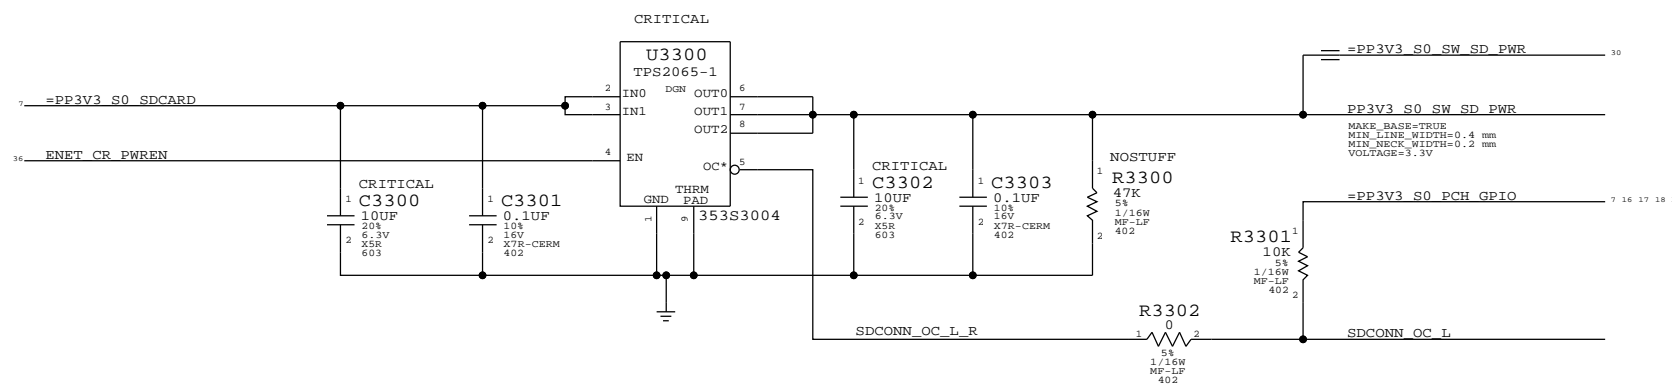 CRITICAL
U3300
TPS2065-1
DGN
2 IN0
3 IN1
4 EN
OUT0 6
OUT1 7
OUT2 8
OC* 5
GND
THRM
PAD
1
9
353S3004
7 =PP3V3_S0_SDCARD
36 ENET_CR_PWREN
CRITICAL
1
C3300
10UF
20%
6.3V
X5R
603
2
1
C3301
0.1UF
10%
16V
X7R-CERM
402
2
CRITICAL
1
C3302
10UF
20%
6.3V
X5R
603
2
1
C3303
0.1UF
10%
16V
X7R-CERM
402
2
NOSTUFF
1
R3300
47K
5%
1/16W
MF-LF
402
2
=PP3V3_S0_SW_SD_PWR 30
PP3V3_S0_SW_SD_PWR
MAKE_BASE=TRUE
MIN_LINE_WIDTH=0.4 mm
MIN_NECK_WIDTH=0.2 mm
VOLTAGE=3.3V
=PP3V3_S0_PCH_GPIO 7 16 17 18
R3301
1
10K
5%
1/16W
MF-LF
402
2
SDCONN_OC_L_R
R3302
0
1
2
5%
1/16W
MF-LF
402
SDCONN_OC_L